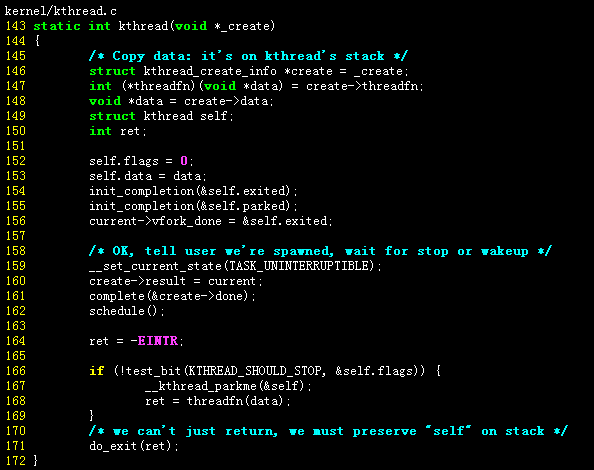 kernel/kthread.c
143 static int kthread(void *_create)
144 {
145         /* Copy data: it's on kthread's stack */
146         struct kthread_create_info *create = _create;
147         int (*threadfn)(void *data) = create->threadfn;
148         void *data = create->data;
149         struct kthread self;
150         int ret;
151
152         self.flags = 0;
153         self.data = data;
154         init_completion(&self.exited);
155         init_completion(&self.parked);
156         current->vfork_done = &self.exited;
157
158         /* OK, tell user we're spawned, wait for stop or wakeup */
159         __set_current_state(TASK_UNINTERRUPTIBLE);
160         create->result = current;
161         complete(&create->done);
162         schedule();
163
164         ret = -EINTR;
165
166         if (!test_bit(KTHREAD_SHOULD_STOP, &self.flags)) {
167                 __kthread_parkme(&self);
168                 ret = threadfn(data);
169         }
170         /* we can't just return, we must preserve "self" on stack */
171         do_exit(ret);
172 }